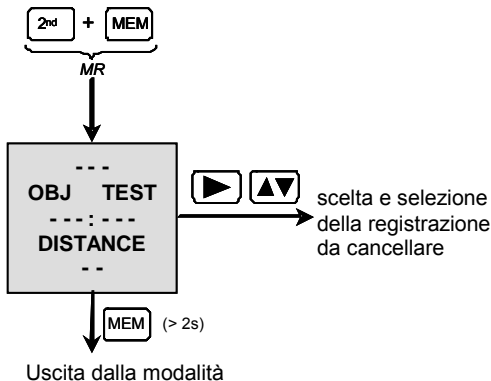 2nd + MEM
MR
- - -
OBJ TEST
- - - : - - -
DISTANCE
- -
scelta e selezione
della registrazione
da cancellare
MEM (> 2s)
Uscita dalla modalità